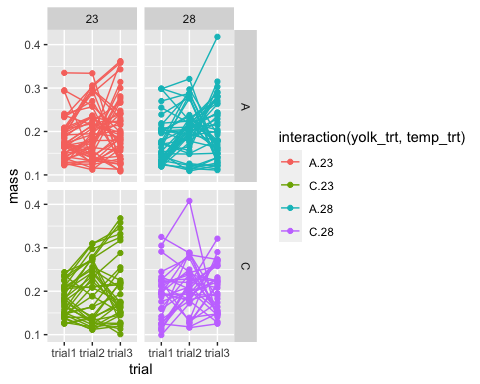 23
28
0.4
0.3
0.2
0.1
A
0.4
0.3
0.2
0.1
C
mass
trial1 trial2 trial3
trial1 trial2 trial3
trial
interaction(yolk_trt, temp_trt)
A.23
C.23
A.28
C.28